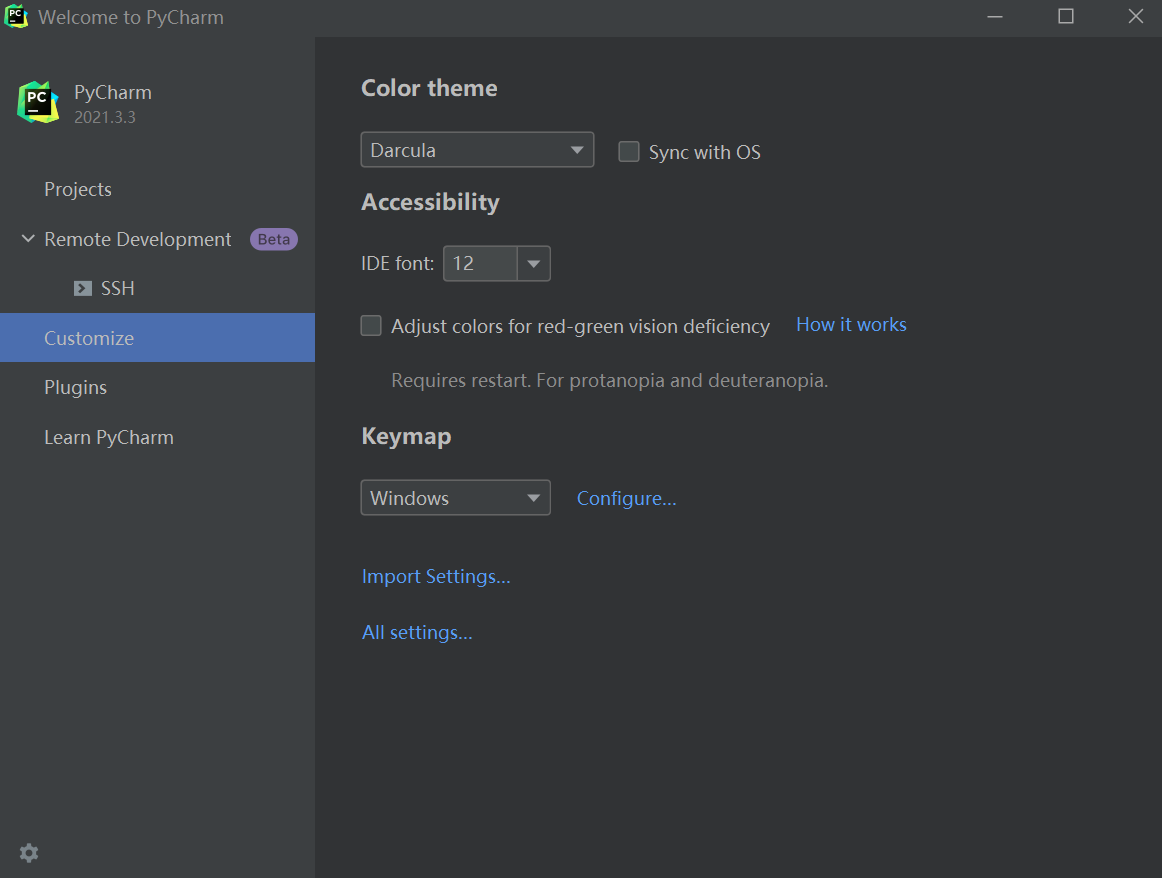 Welcome to PyCharm
PyCharm
2021.3.3
Projects
Remote Development Beta
SSH
Customize
Plugins
Learn PyCharm
Color theme
Darcula Sync with OS
Accessibility
IDE font: 12
Adjust colors for red-green vision deficiency How it works
Requires restart. For protanopia and deuteranopia.
Keymap
Windows Configure...
Import Settings...
All settings...